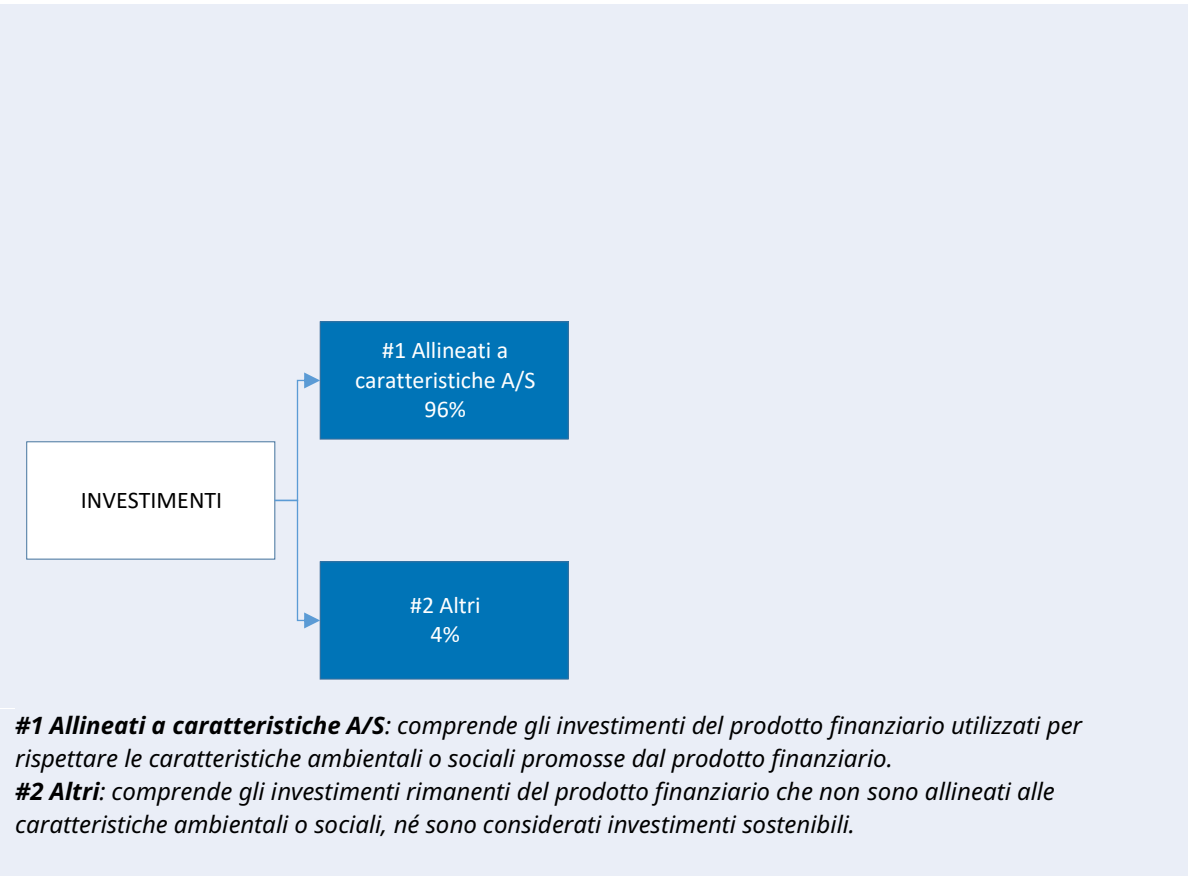 #1 Allineati a
caratteristiche A/S
96%
INVESTIMENTI
#2 Altri
4%
#1 Allineati a caratteristiche A/S: comprende gli investimenti del prodotto finanziario utilizzati per
rispettare le caratteristiche ambientali o sociali promosse dal prodotto finanziario.
#2 Altri: comprende gli investimenti rimanenti del prodotto finanziario che non sono allineati alle
caratteristiche ambientali o sociali, né sono considerati investimenti sostenibili.